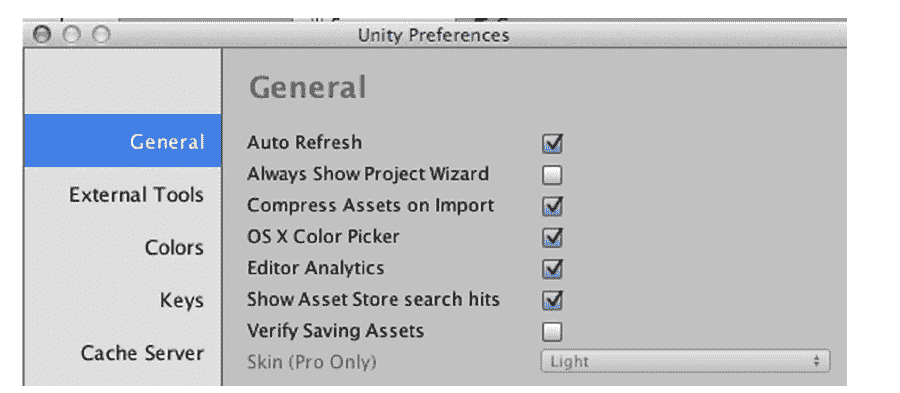 Unity Preferences
General
General
External Tools
Colors
Keys
Cache Server
Auto Refresh
Always Show Project Wizard
Compress Assets on Import
OS X Color Picker
Editor Analytics
Show Asset Store search hits
Verify Saving Assets
Skin (Pro Only) Light